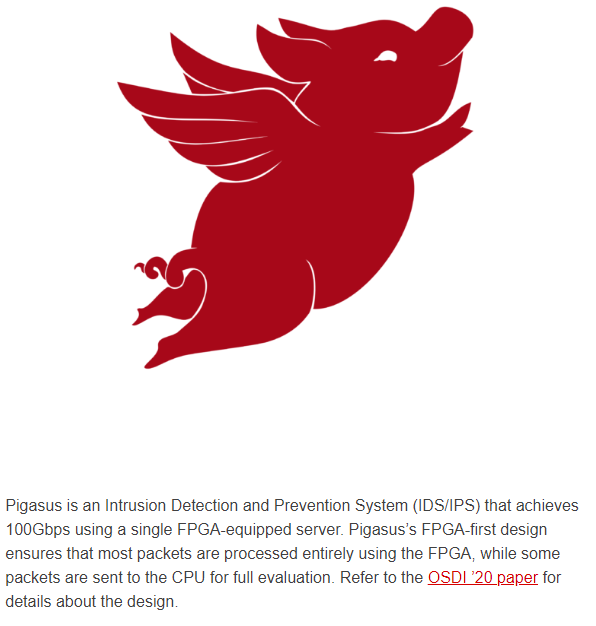 Pigasus is an Intrusion Detection and Prevention System (IDS/IPS) that achieves
100Gbps using a single FPGA-equipped server. Pigasus’s FPGA-first design
ensures that most packets are processed entirely using the FPGA, while some
packets are sent to the CPU for full evaluation. Refer to the OSDI ’20 paper for
details about the design.